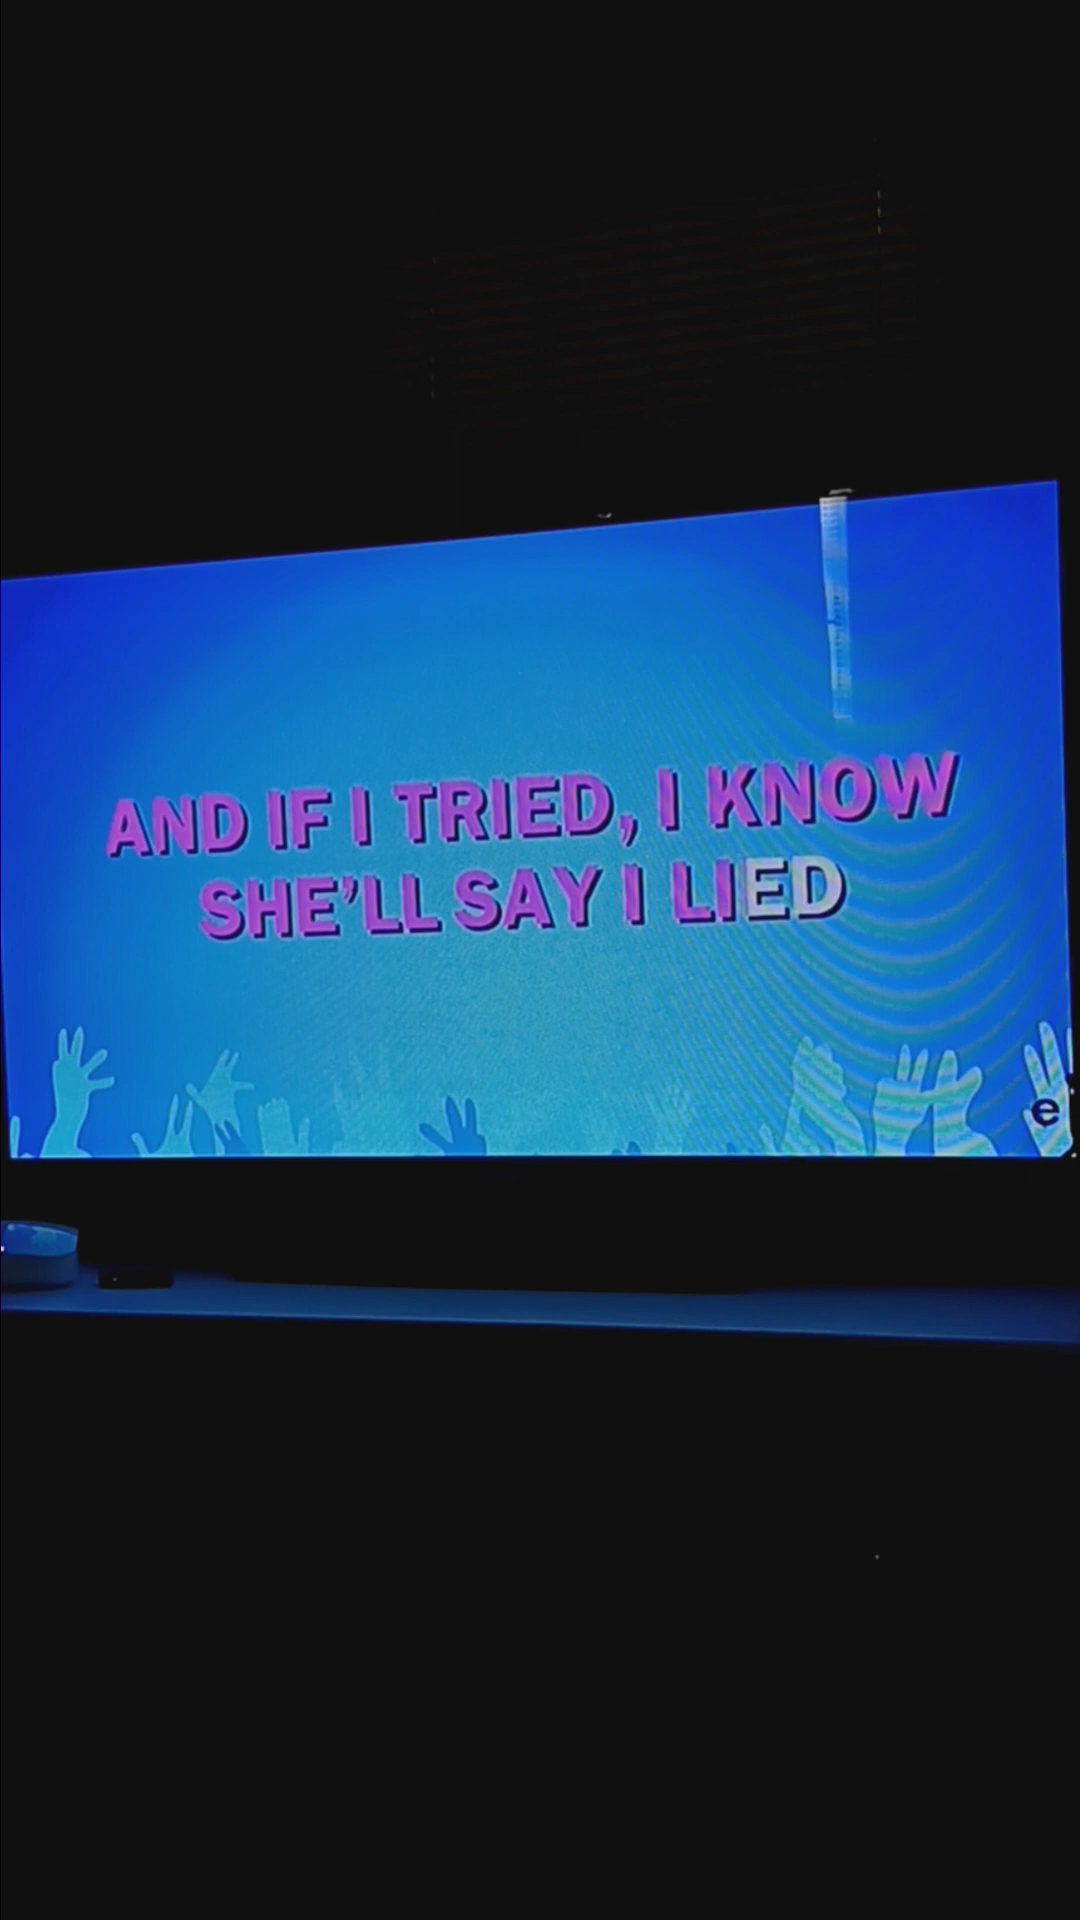 AND IF I TRIED, I KNOW
SHE'LL SAY I LIED
e